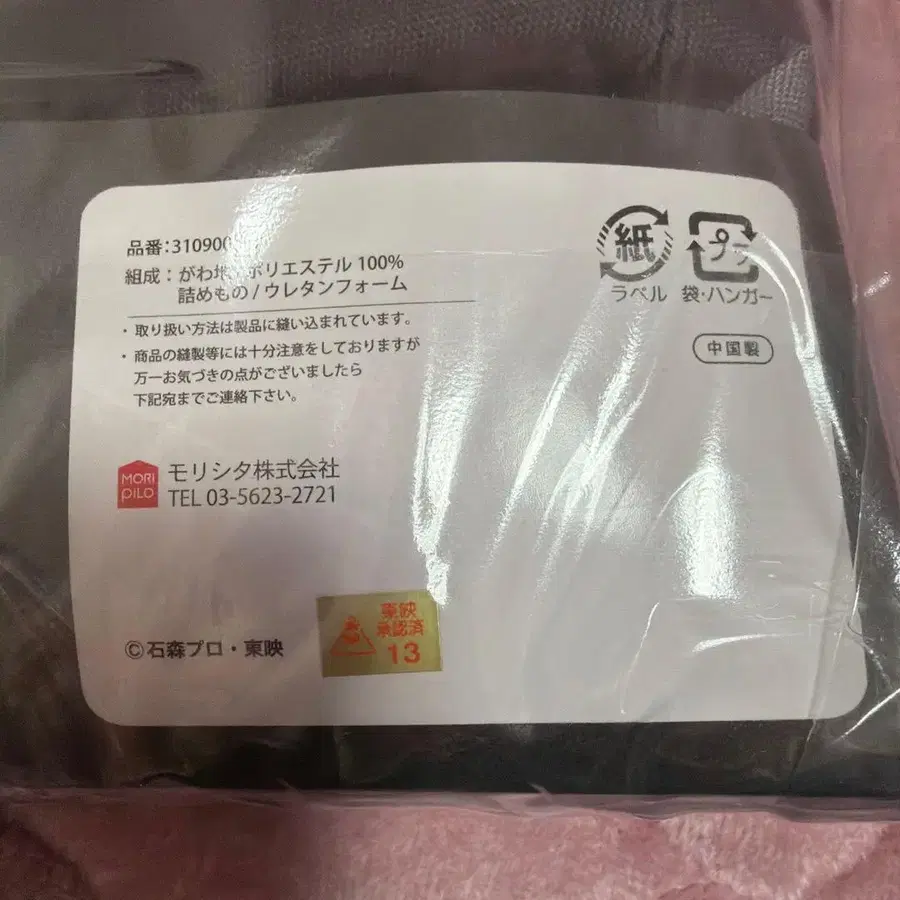 品番:310900
組成:がわ地/ポリエステル 100%
詰めもの/ウレタンフォーム
・取り扱い方法は製品に縫い込まれています。
・商品の縫製等には十分注意をしておりますが
万一お気づきの点がございましたら
下記宛までご連絡下さい。
紙
ラベル
プラ
袋・ハンガー
中国製
MORI
piLO
モリシタ株式会社
TEL 03-5623-2721
©石森プロ・東映
東映
承認済
13